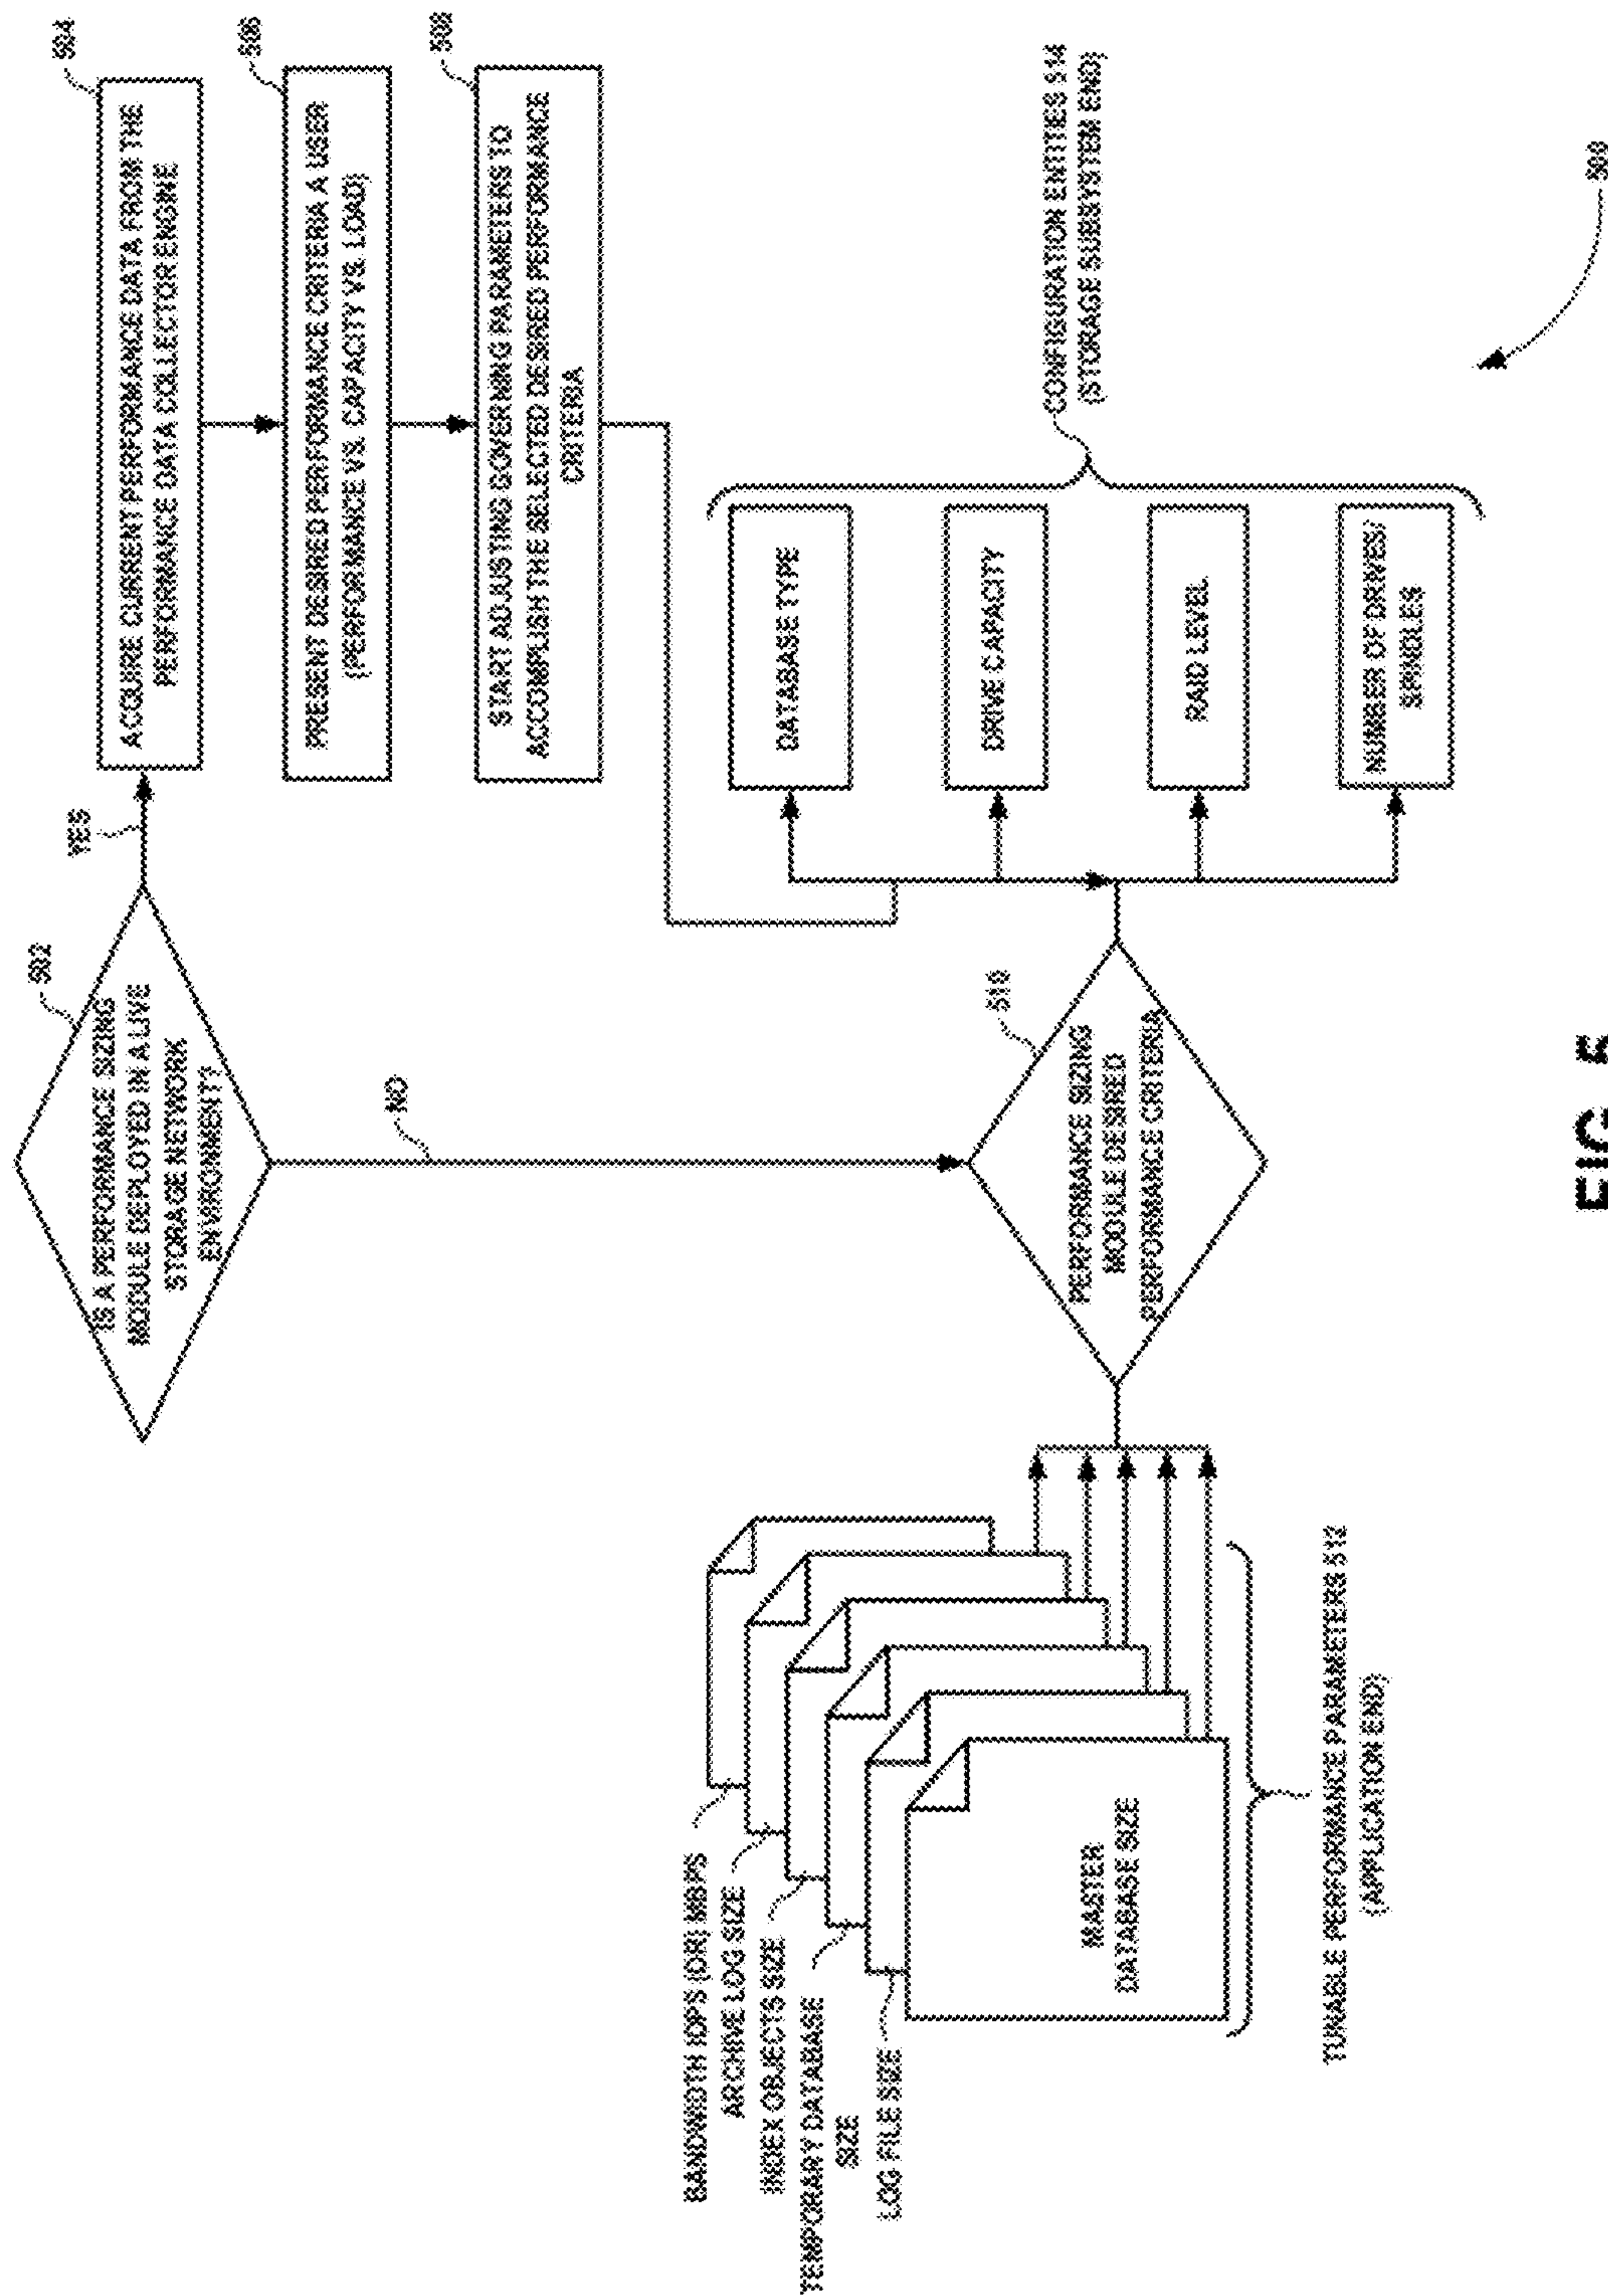 502
IS A PERFORMANCE SIZING
MODULE DEPLOYED IN A LIVE
STORAGE NETWORK
ENVIRONMENT?
YES
504
ACQUIRE CURRENT PERFORMANCE DATA FROM THE
PERFORMANCE DATA COLLECTOR ENGINE
506
PRESENT DESIRED PERFORMANCE CRITERIA A USER
(PERFORMANCE VS. CAPACITY VS. LOAD)
508
START ADJUSTING GOVERNING PARAMETERS TO
ACCOMPLISH THE SELECTED DESIRED PERFORMANCE
CRITERIA
NO
BANDWIDTH IOPS (OR) MBPS
ARCHIVE LOG SIZE
INDEX OBJECTS SIZE
TEMPORARY DATABASE
SIZE
LOG FILE SIZE
MASTER
DATABASE SIZE
TUNABLE PERFORMANCE PARAMETERS 512
(APPLICATION END)
510
PERFORMANCE SIZING
MODULE DESIRED
PERFORMANCE CRITERIA
DATABASE TYPE
DRIVE CAPACITY
RAID LEVEL
NUMBER OF DRIVES/
SPINDLES
CONFIGURATION ENTITIES 514
(STORAGE SUBSYSTEM END)
500
FIG. 5